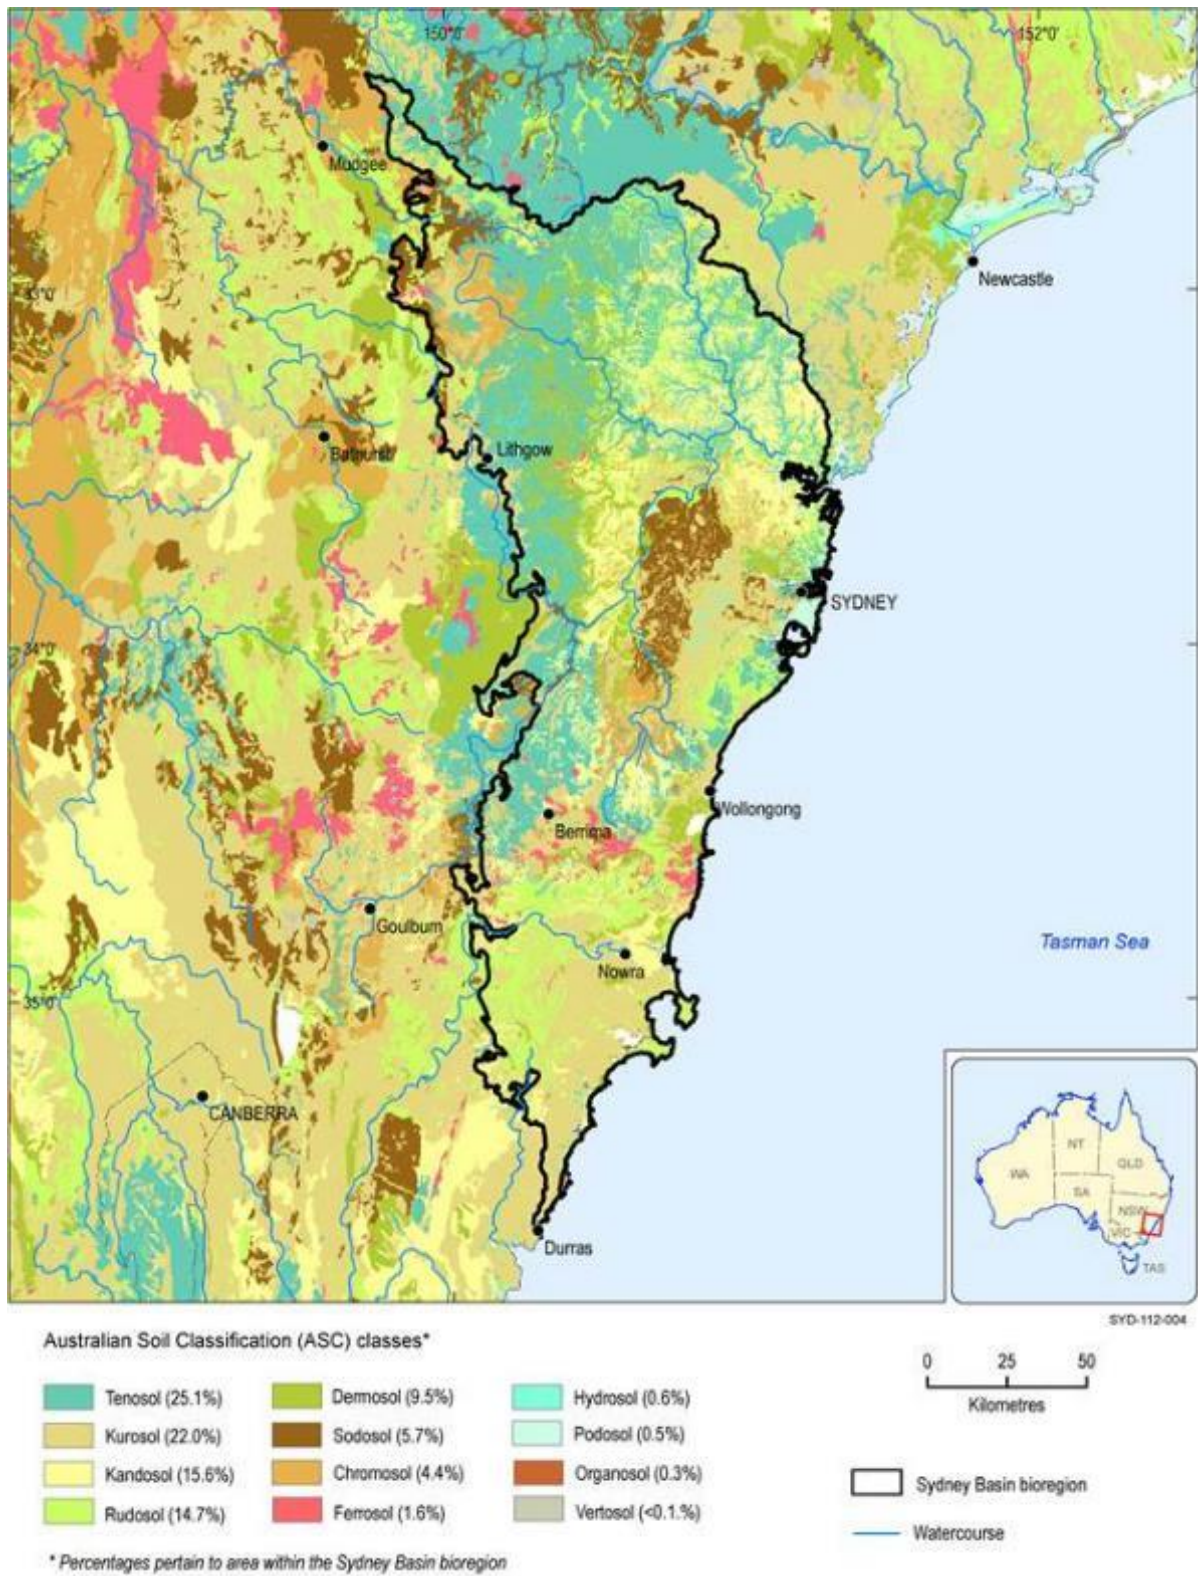 150°0'
152°0'
Mudgee
Newcastle
33°0'
Bathurst
Lithgow
SYDNEY
34°0'
Wollongong
Berrima
Goulburn
Tasman Sea
Nowra
35°0'
CANBERRA
Durras
NT
QLD
WA
SA
NSW
VIC
TAS
SYD-112-004
Australian Soil Classification (ASC) classes*
Tenosol (25.1%)
Dermosol (9.5%)
Hydrosol (0.6%)
Kurosol (22.0%)
Sodosol (5.7%)
Podosol (0.5%)
Kandosol (15.6%)
Chromosol (4.4%)
Organosol (0.3%)
Rudosol (14.7%)
Ferrosol (1.6%)
Vertosol (<0.1.%)
0 25 50
Kilometres
Sydney Basin bioregion
Watercourse
* Percentages pertain to area within the Sydney Basin bioregion